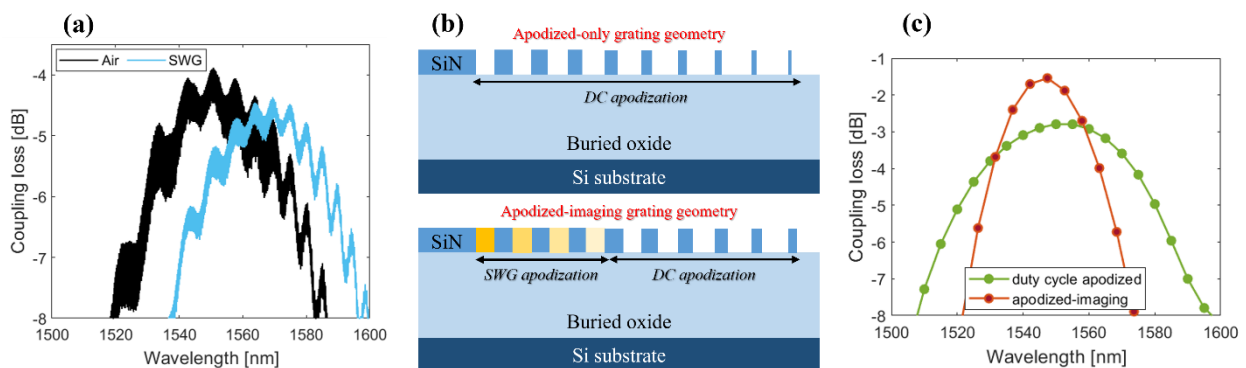 (a)
Air
SWG
-4
-5
-6
-7
-8
1500
1520
1540
1560
1580
1600
Coupling loss [dB]
Wavelength [nm]
(b)
Apodized-only grating geometry
SiN
DC apodization
Buried oxide
Si substrate
Apodized-imaging grating geometry
SiN
SWG apodization
DC apodization
Buried oxide
Si substrate
(c)
-1
-2
-3
-4
-5
-6
-7
-8
duty cycle apodized
apodized-imaging
1500
1520
1540
1560
1580
1600
Coupling loss [dB]
Wavelength [nm]